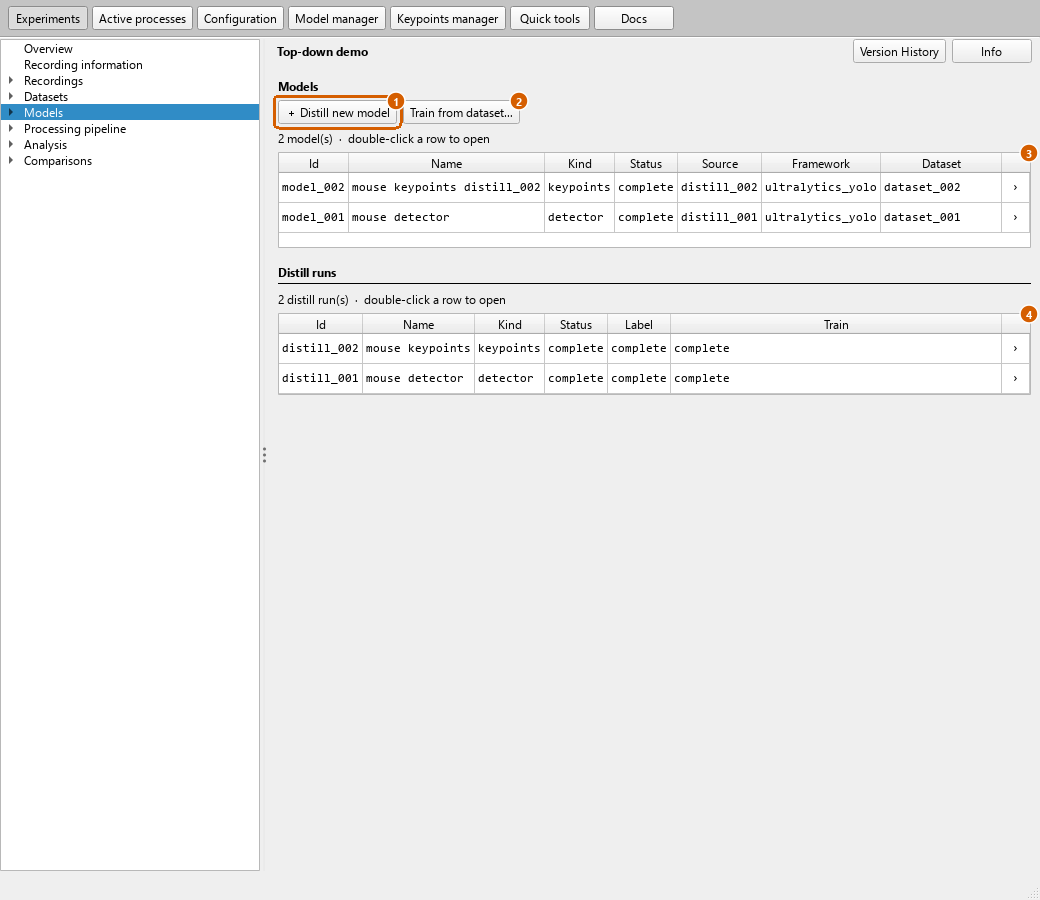 Experiments Active processes Configuration Model manager Keypoints manager Quick tools Docs
Overview
Recording information
Recordings
Datasets
Models
Processing pipeline
Analysis
Comparisons
Top-down demo Version History Info
Models
+ Distill new model 1 Train from dataset... 2
2 model(s) · double-click a row to open
3
Id Name Kind Status Source Framework Dataset
model_002 mouse keypoints distill_002 keypoints complete distill_002 ultralytics_yolo dataset_002 ›
model_001 mouse detector detector complete distill_001 ultralytics_yolo dataset_001 ›
Distill runs
2 distill run(s) · double-click a row to open
4
Id Name Kind Status Label Train
distill_002 mouse keypoints keypoints complete complete complete ›
distill_001 mouse detector detector complete complete complete ›